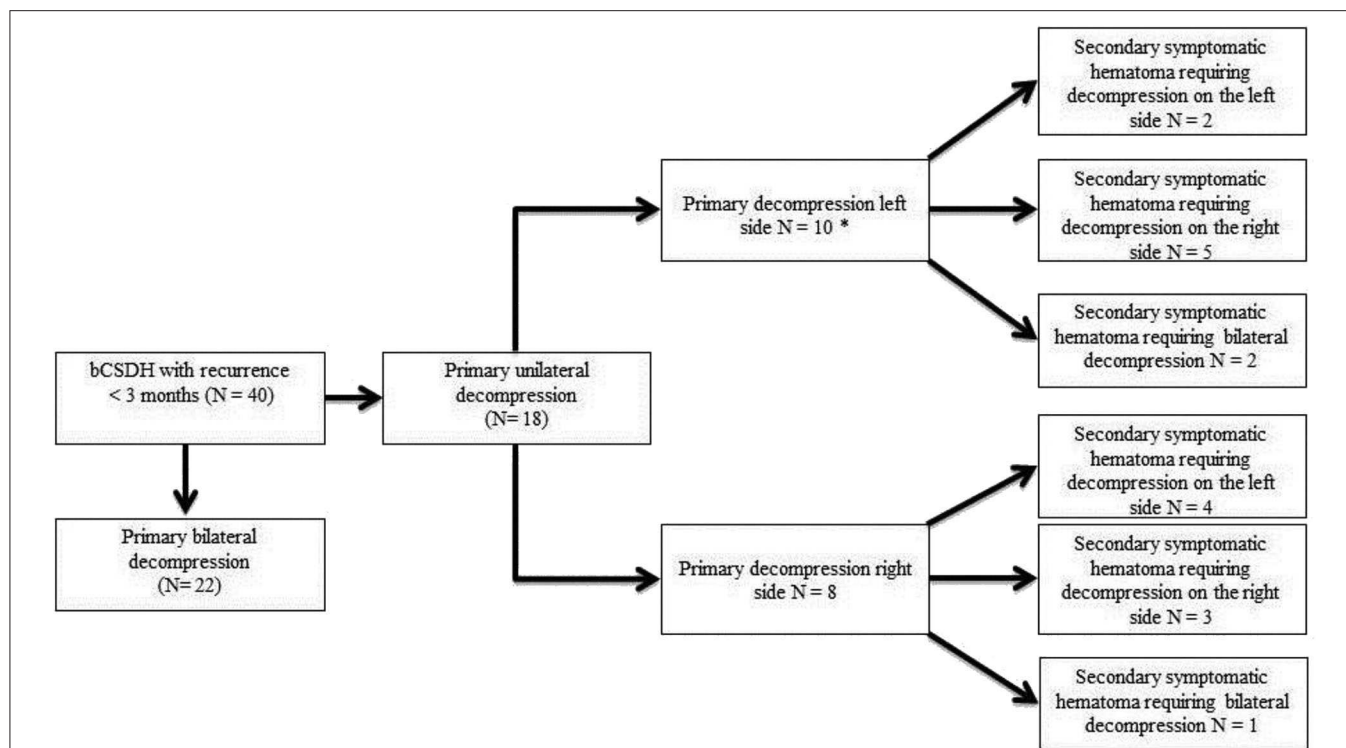 bCSDH with recurrence
< 3 months (N = 40)
Primary bilateral
decompression
(N= 22)
Primary unilateral
decompression
(N= 18)
Primary decompression left
side N = 10 *
Primary decompression right
side N = 8
Secondary symptomatic
hematoma requiring
decompression on the left
side N = 2
Secondary symptomatic
hematoma requiring
decompression on the right
side N = 5
Secondary symptomatic
hematoma requiring bilateral
decompression N = 2
Secondary symptomatic
hematoma requiring
decompression on the left
side N = 4
Secondary symptomatic
hematoma requiring
decompression on the right
side N = 3
Secondary symptomatic
hematoma requiring bilateral
decompression N = 1